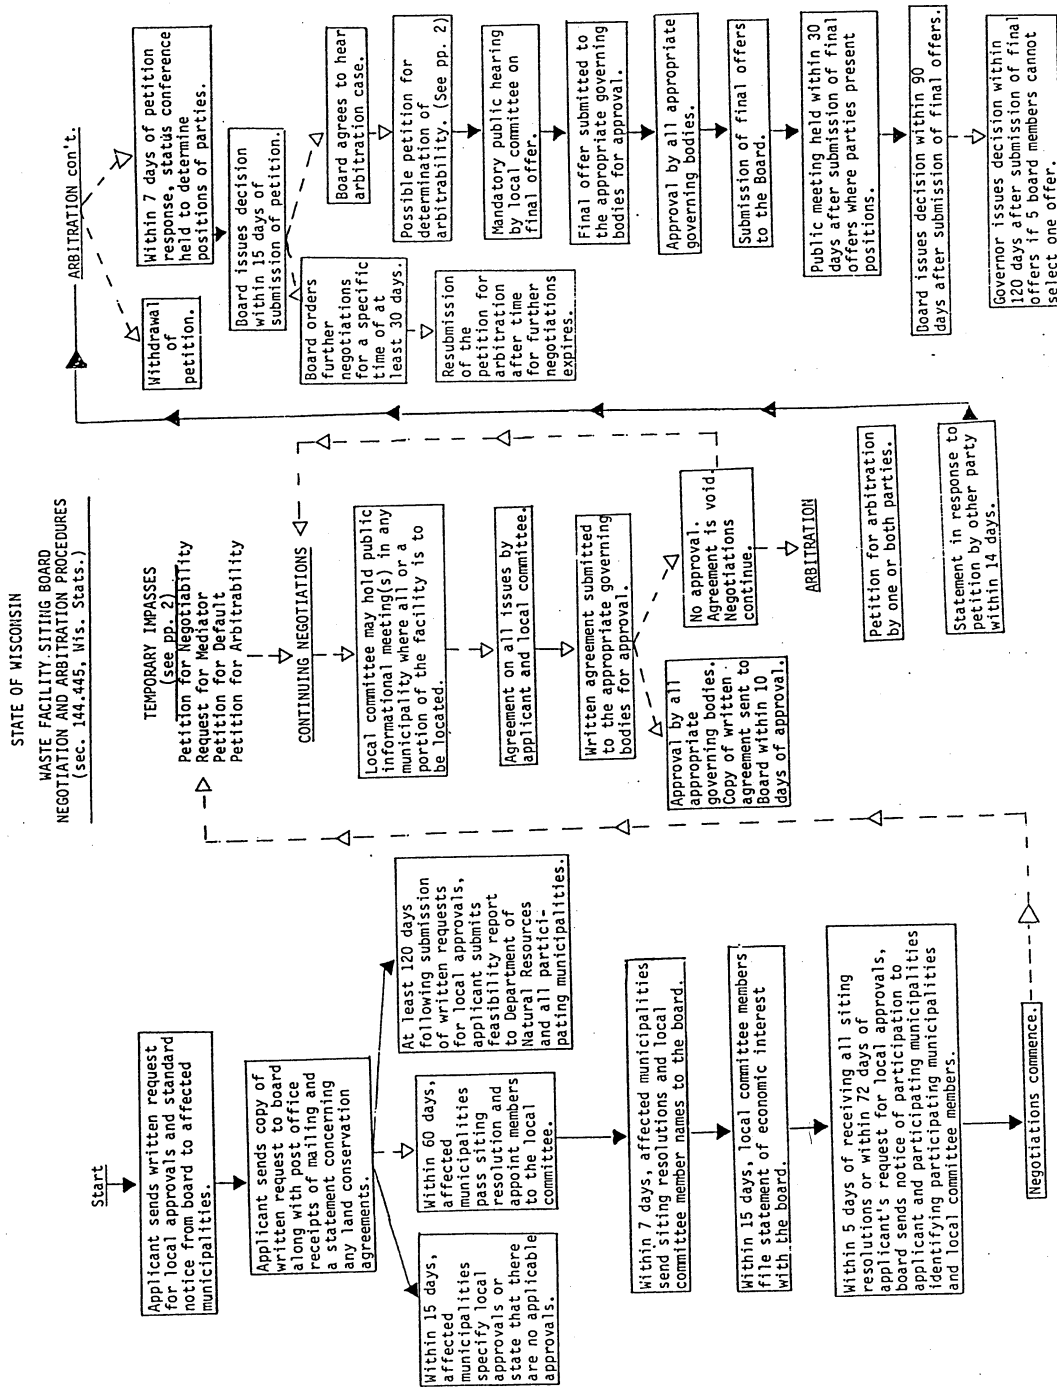 STATE OF WISCONSIN
WASTE FACILITY SITING BOARD
NEGOTIATION AND ARBITRATION PROCEDURES
(sec. 144.445, Wis. Stats.)
Start
Applicant sends written request
for local approvals and standard
notice from board to affected
municipalities.
Applicant sends copy of
written request to board
along with post office
receipts of mailing and
a statement concerning
any land conservation
agreements.
Within 15 days,
affected
municipalities
specify local
approvals or
state that there
are no applicable
approvals.
Within 60 days,
affected
municipalities
pass siting
resolution and
appoint members
to the local
committee.
At least 120 days
following submission
of written requests
for local approvals,
applicant submits
feasibility report
to Department of
Natural Resources
and all partici-
pating municipalities.
Within 7 days, affected municipalities
send siting resolutions and local
committee member names to the board.
Within 15 days, local committee members
file statement of economic interest
with the board.
Within 5 days of receiving all siting
resolutions or within 72 days of
applicant's request for local approvals,
board sends notice of participation to
applicant and participating municipalities
identifying participating municipalities
and local committee members.
Negotiations commence.
TEMPORARY IMPASSES
(see pp. 2)
Petition for Negotiability
Request for Mediator
Petition for Default
Petition for Arbitrability
CONTINUING NEGOTIATIONS
Local committee may hold public
informational meeting(s) in any
municipality where all or a
portion of the facility is to
be located.
Agreement on all issues by
applicant and local committee.
Written agreement submitted
to the appropriate governing
bodies for approval.
Approval by all
appropriate
governing bodies.
Copy of written
agreement sent to
Board within 10
days of approval.
No approval.
Agreement is void.
Negotiations
continue.
ARBITRATION
Petition for arbitration
by one or both parties.
Statement in response to
petition by other party
within 14 days.
ARBITRATION con't.
Withdrawal
of
petition.
Within 7 days of petition
response, status conference
held to determine
positions of parties.
Board issues decision
within 15 days of
submission of petition.
Board orders
further
negotiations
for a specific
time of at
least 30 days.
Resubmission
of the
petition for
arbitration
after time
for further
negotiations
expires.
Board agrees to hear
arbitration case.
Possible petition for
determination of
arbitrability. (See pp. 2)
Mandatory public hearing
by local committee on
final offer.
Final offer submitted to
the appropriate governing
bodies for approval.
Approval by all appropriate
governing bodies.
Submission of final offers
to the Board.
Public meeting held within 30
days after submission of final
offers where parties present
positions.
Board issues decision within 90
days after submission of final offers.
Governor issues decision within
120 days after submission of final
offers if 5 board members cannot
select one offer.